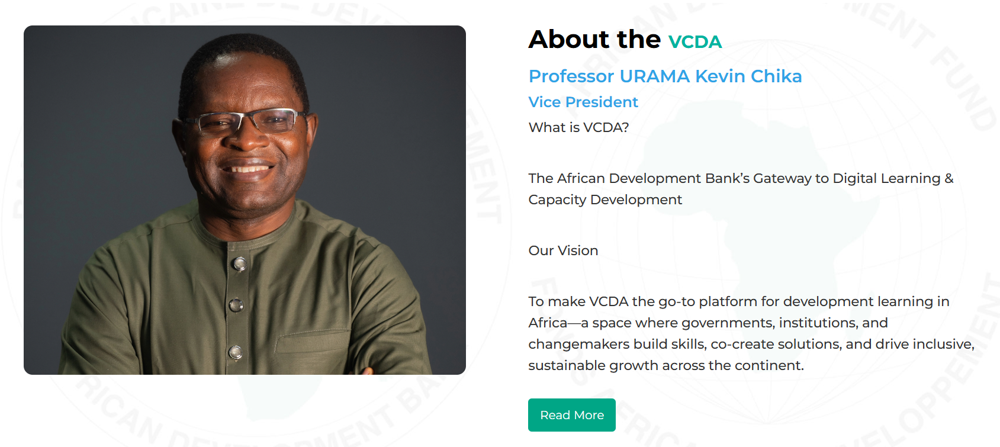 About the VCDA
Professor URAMA Kevin Chika
Vice President
What is VCDA?
The African Development Bank’s Gateway to Digital Learning &
Capacity Development
Our Vision
To make VCDA the go-to platform for development learning in
Africa—a space where governments, institutions, and
changemakers build skills, co-create solutions, and drive inclusive,
sustainable growth across the continent.
Read More
AFRICAN DEVELOPMENT FUND